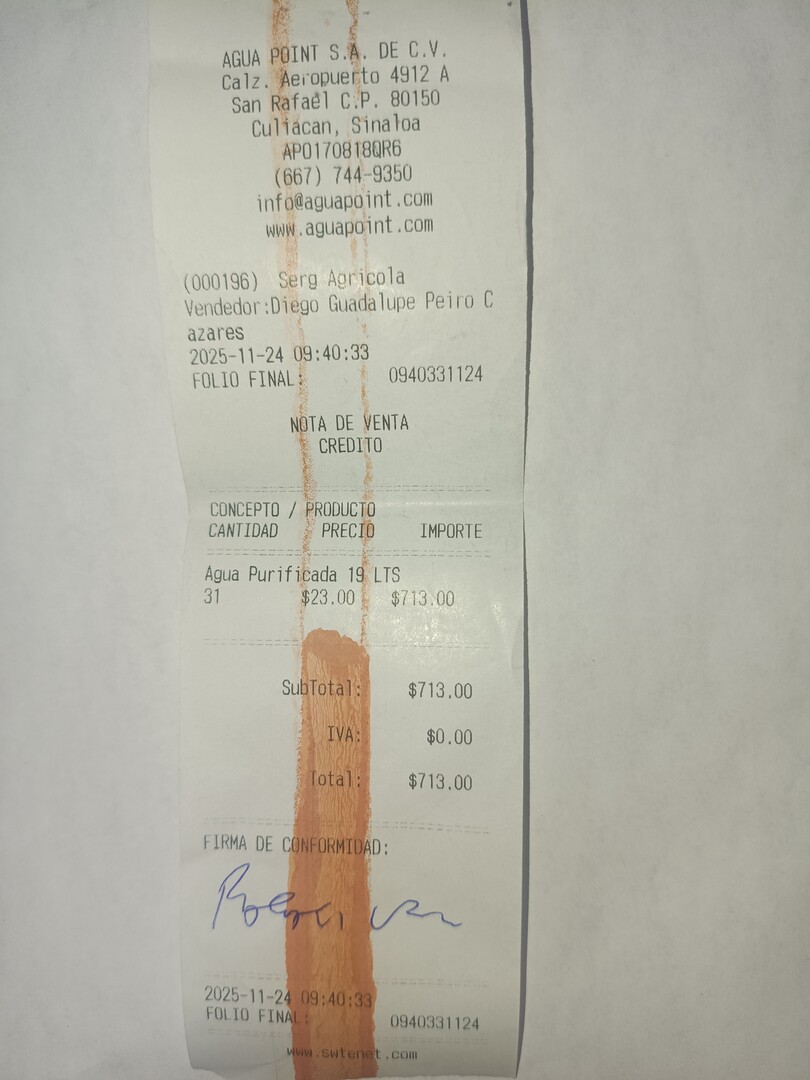 AGUA POINT S.A. DE C.V.
Calz. Aeropuerto 4912 A
San Rafael C.P. 80150
Culiacan, Sinaloa
APO170818QR6
(667) 744-9350
info@aguapoint.com
www.aguapoint.com
(000196) Serg Agricola
Vendedor:Diego Guadalupe Peiro C
azares
2025-11-24 09:40:33
FOLIO FINAL: 0940331124
NOTA DE VENTA
CREDITO
CONCEPTO / PRODUCTO
CANTIDAD PRECIO IMPORTE
Agua Purificada 19 LTS
31 $23.00 $713.00
SubTotal: $713.00
IVA: $0.00
Total: $713.00
FIRMA DE CONFORMIDAD:
2025-11-24 09:40:33
FOLIO FINAL: 0940331124
www.swtenet.com